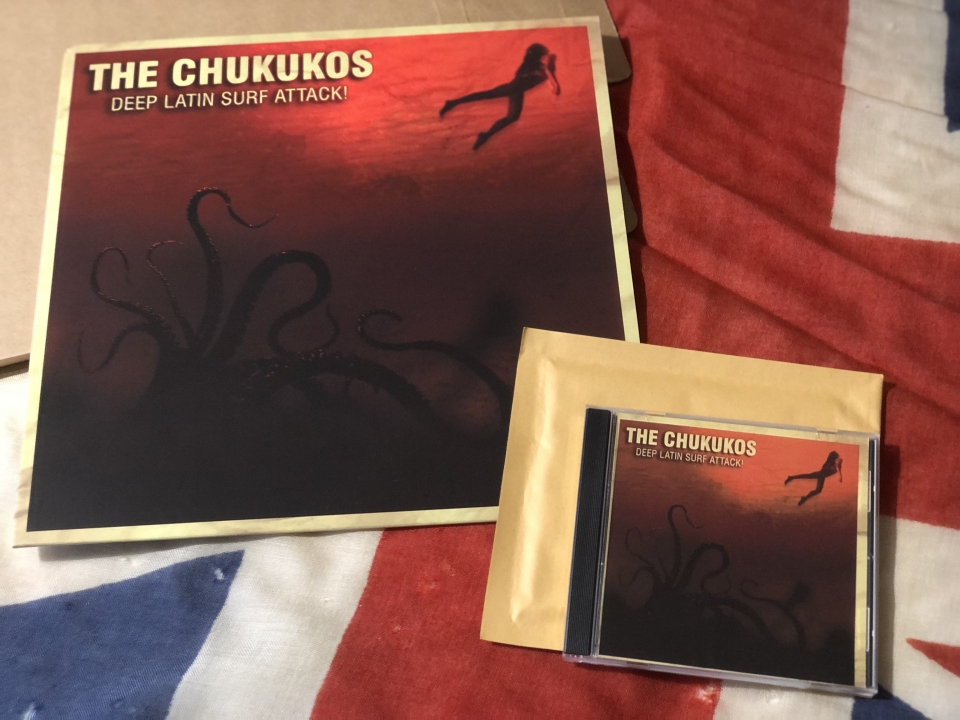 THE CHUKUKOS
DEEP LATIN SURF ATTACK!
THE CHUKUKOS
DEEP LATIN SURF ATTACK!